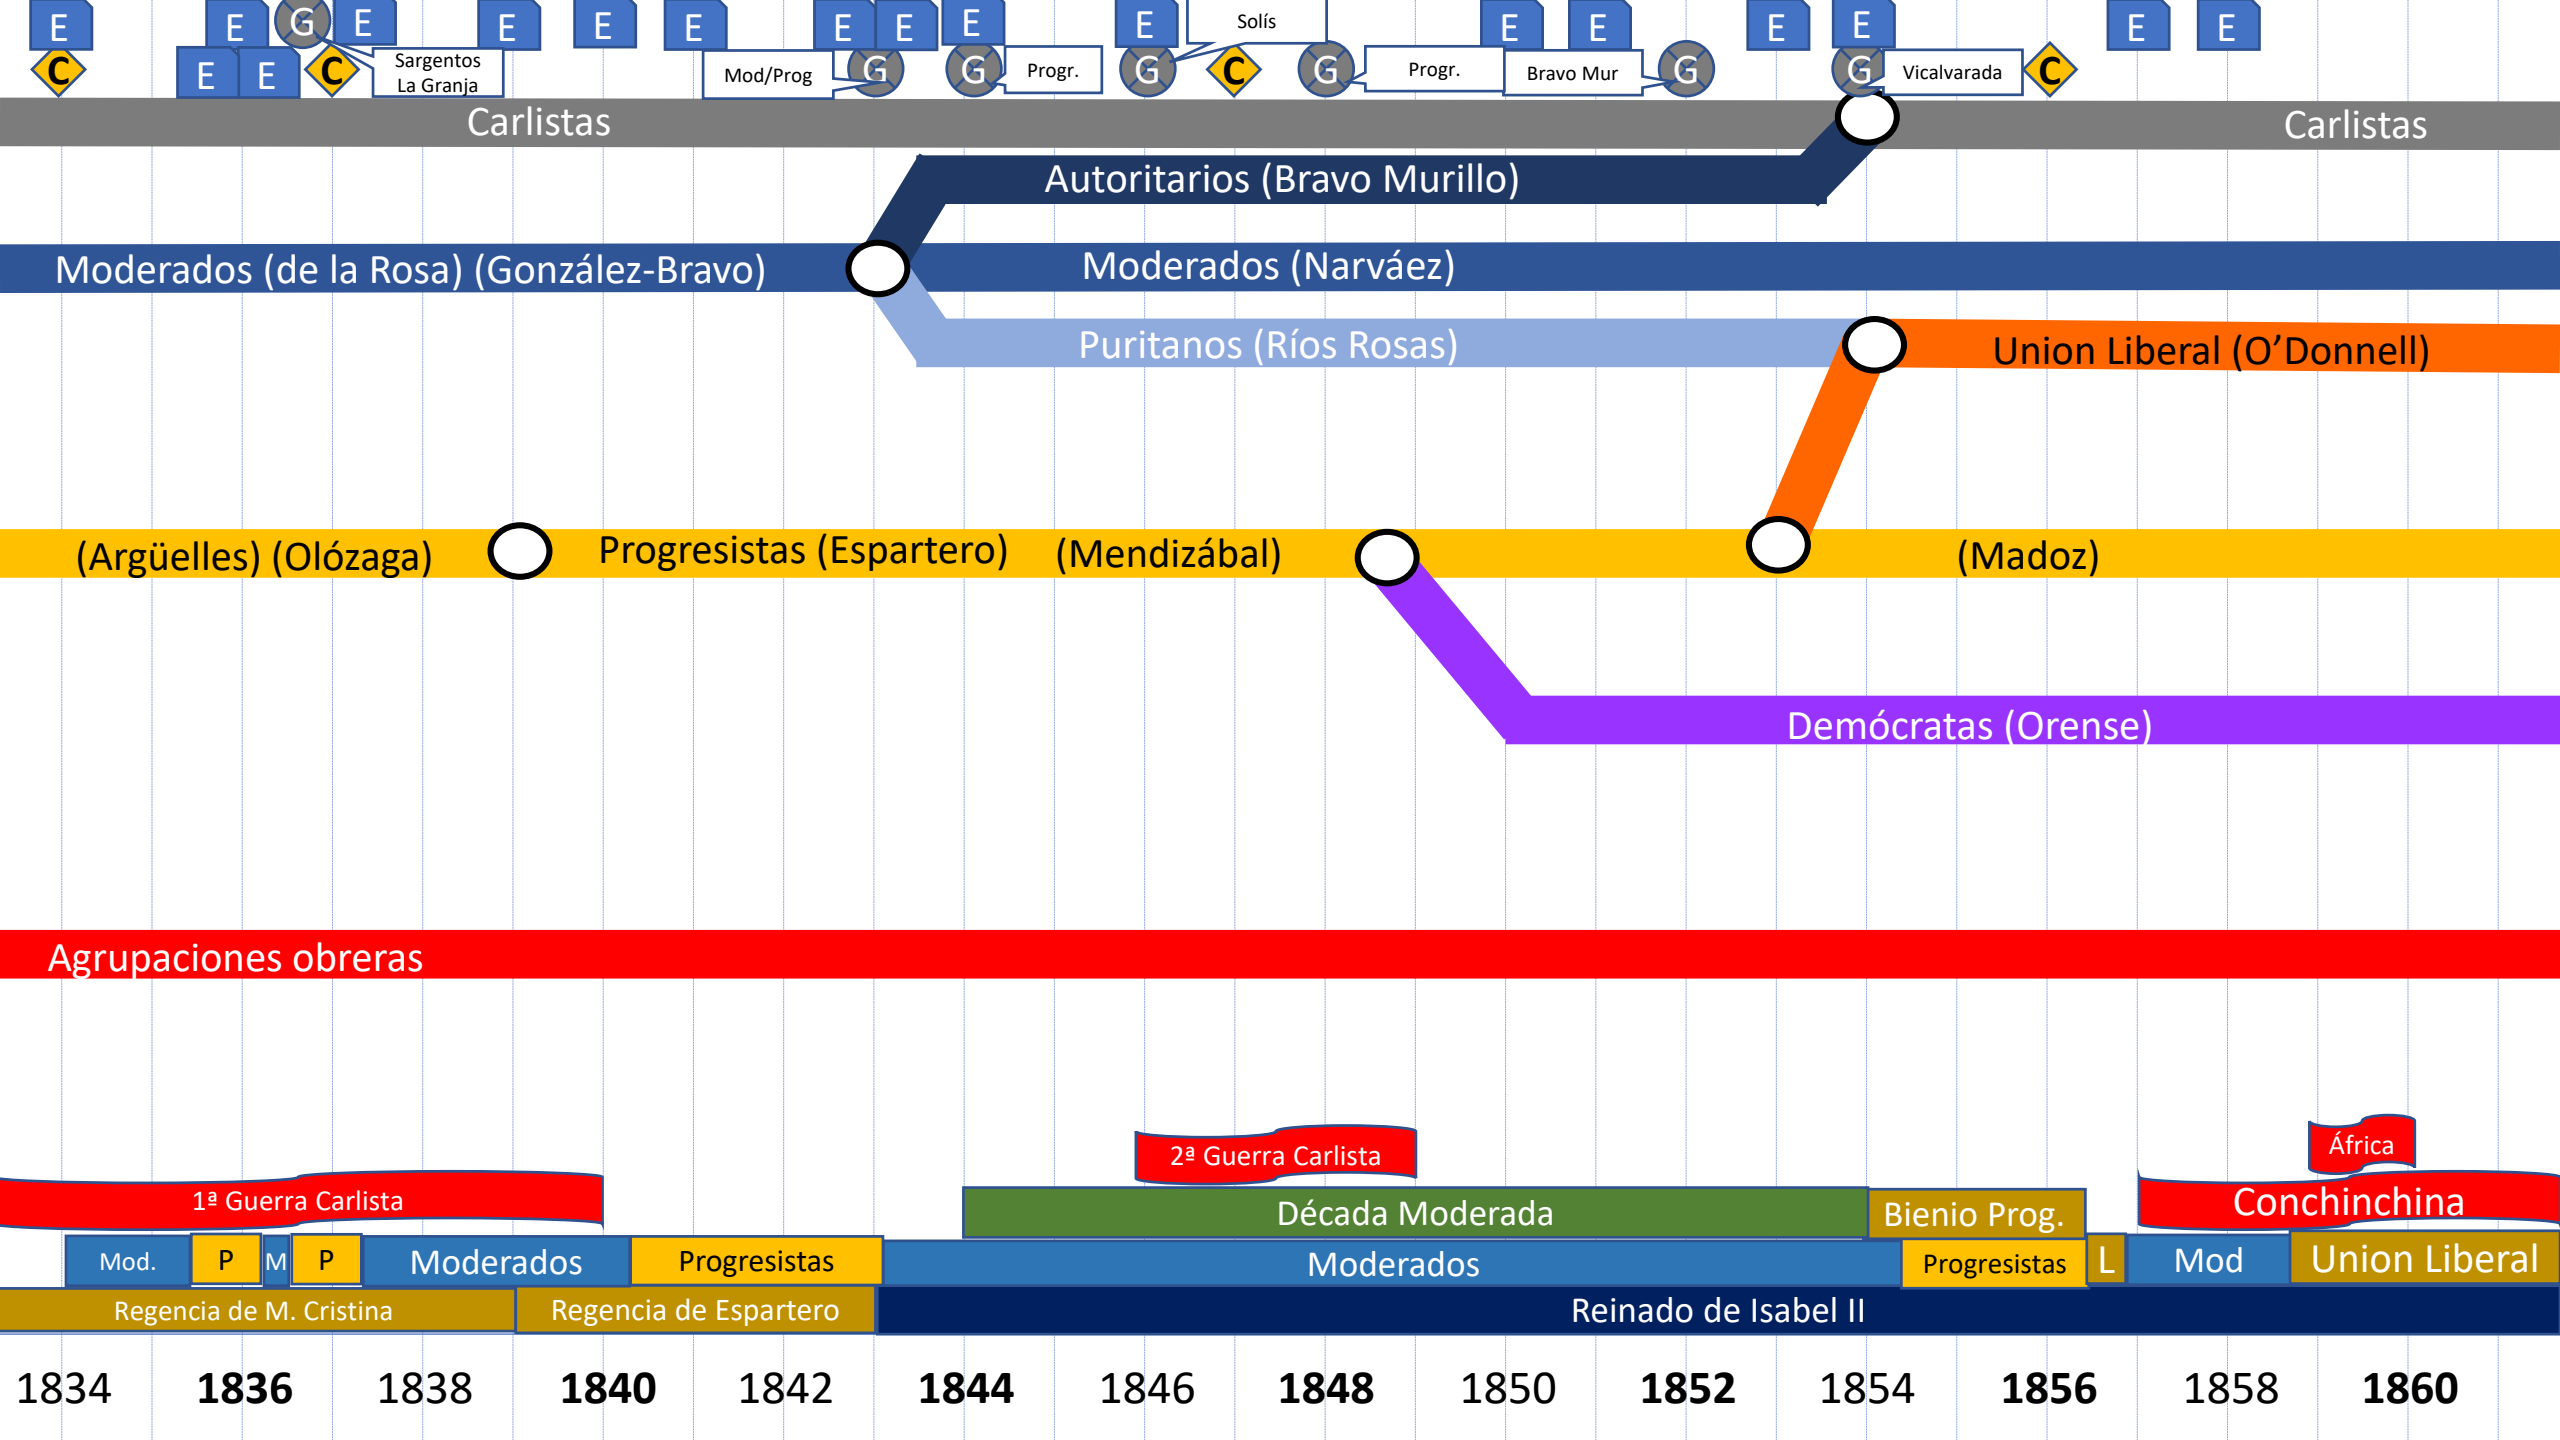 E E G E E E E E E E E Solís E E E E E E
C E E C Sargentos
La Granja
Mod/Prog G G Progr. G C G Progr. Bravo Mur G G Vicalvarada C
Carlistas Carlistas
Autoritarios (Bravo Murillo)
Moderados (de la Rosa) (González-Bravo) Moderados (Narváez)
Puritanos (Ríos Rosas) Union Liberal (O’Donnell)
(Argüelles) (Olózaga) Progresistas (Espartero) (Mendizábal) (Madoz)
Demócratas (Orense)
Agrupaciones obreras
África
2ª Guerra Carlista
1ª Guerra Carlista Conchinchina
Década Moderada Bienio Prog.
Mod. P M P Moderados Progresistas Moderados Progresistas L Mod Union Liberal
Regencia de M. Cristina Regencia de Espartero Reinado de Isabel II
1834 1836 1838 1840 1842 1844 1846 1848 1850 1852 1854 1856 1858 1860